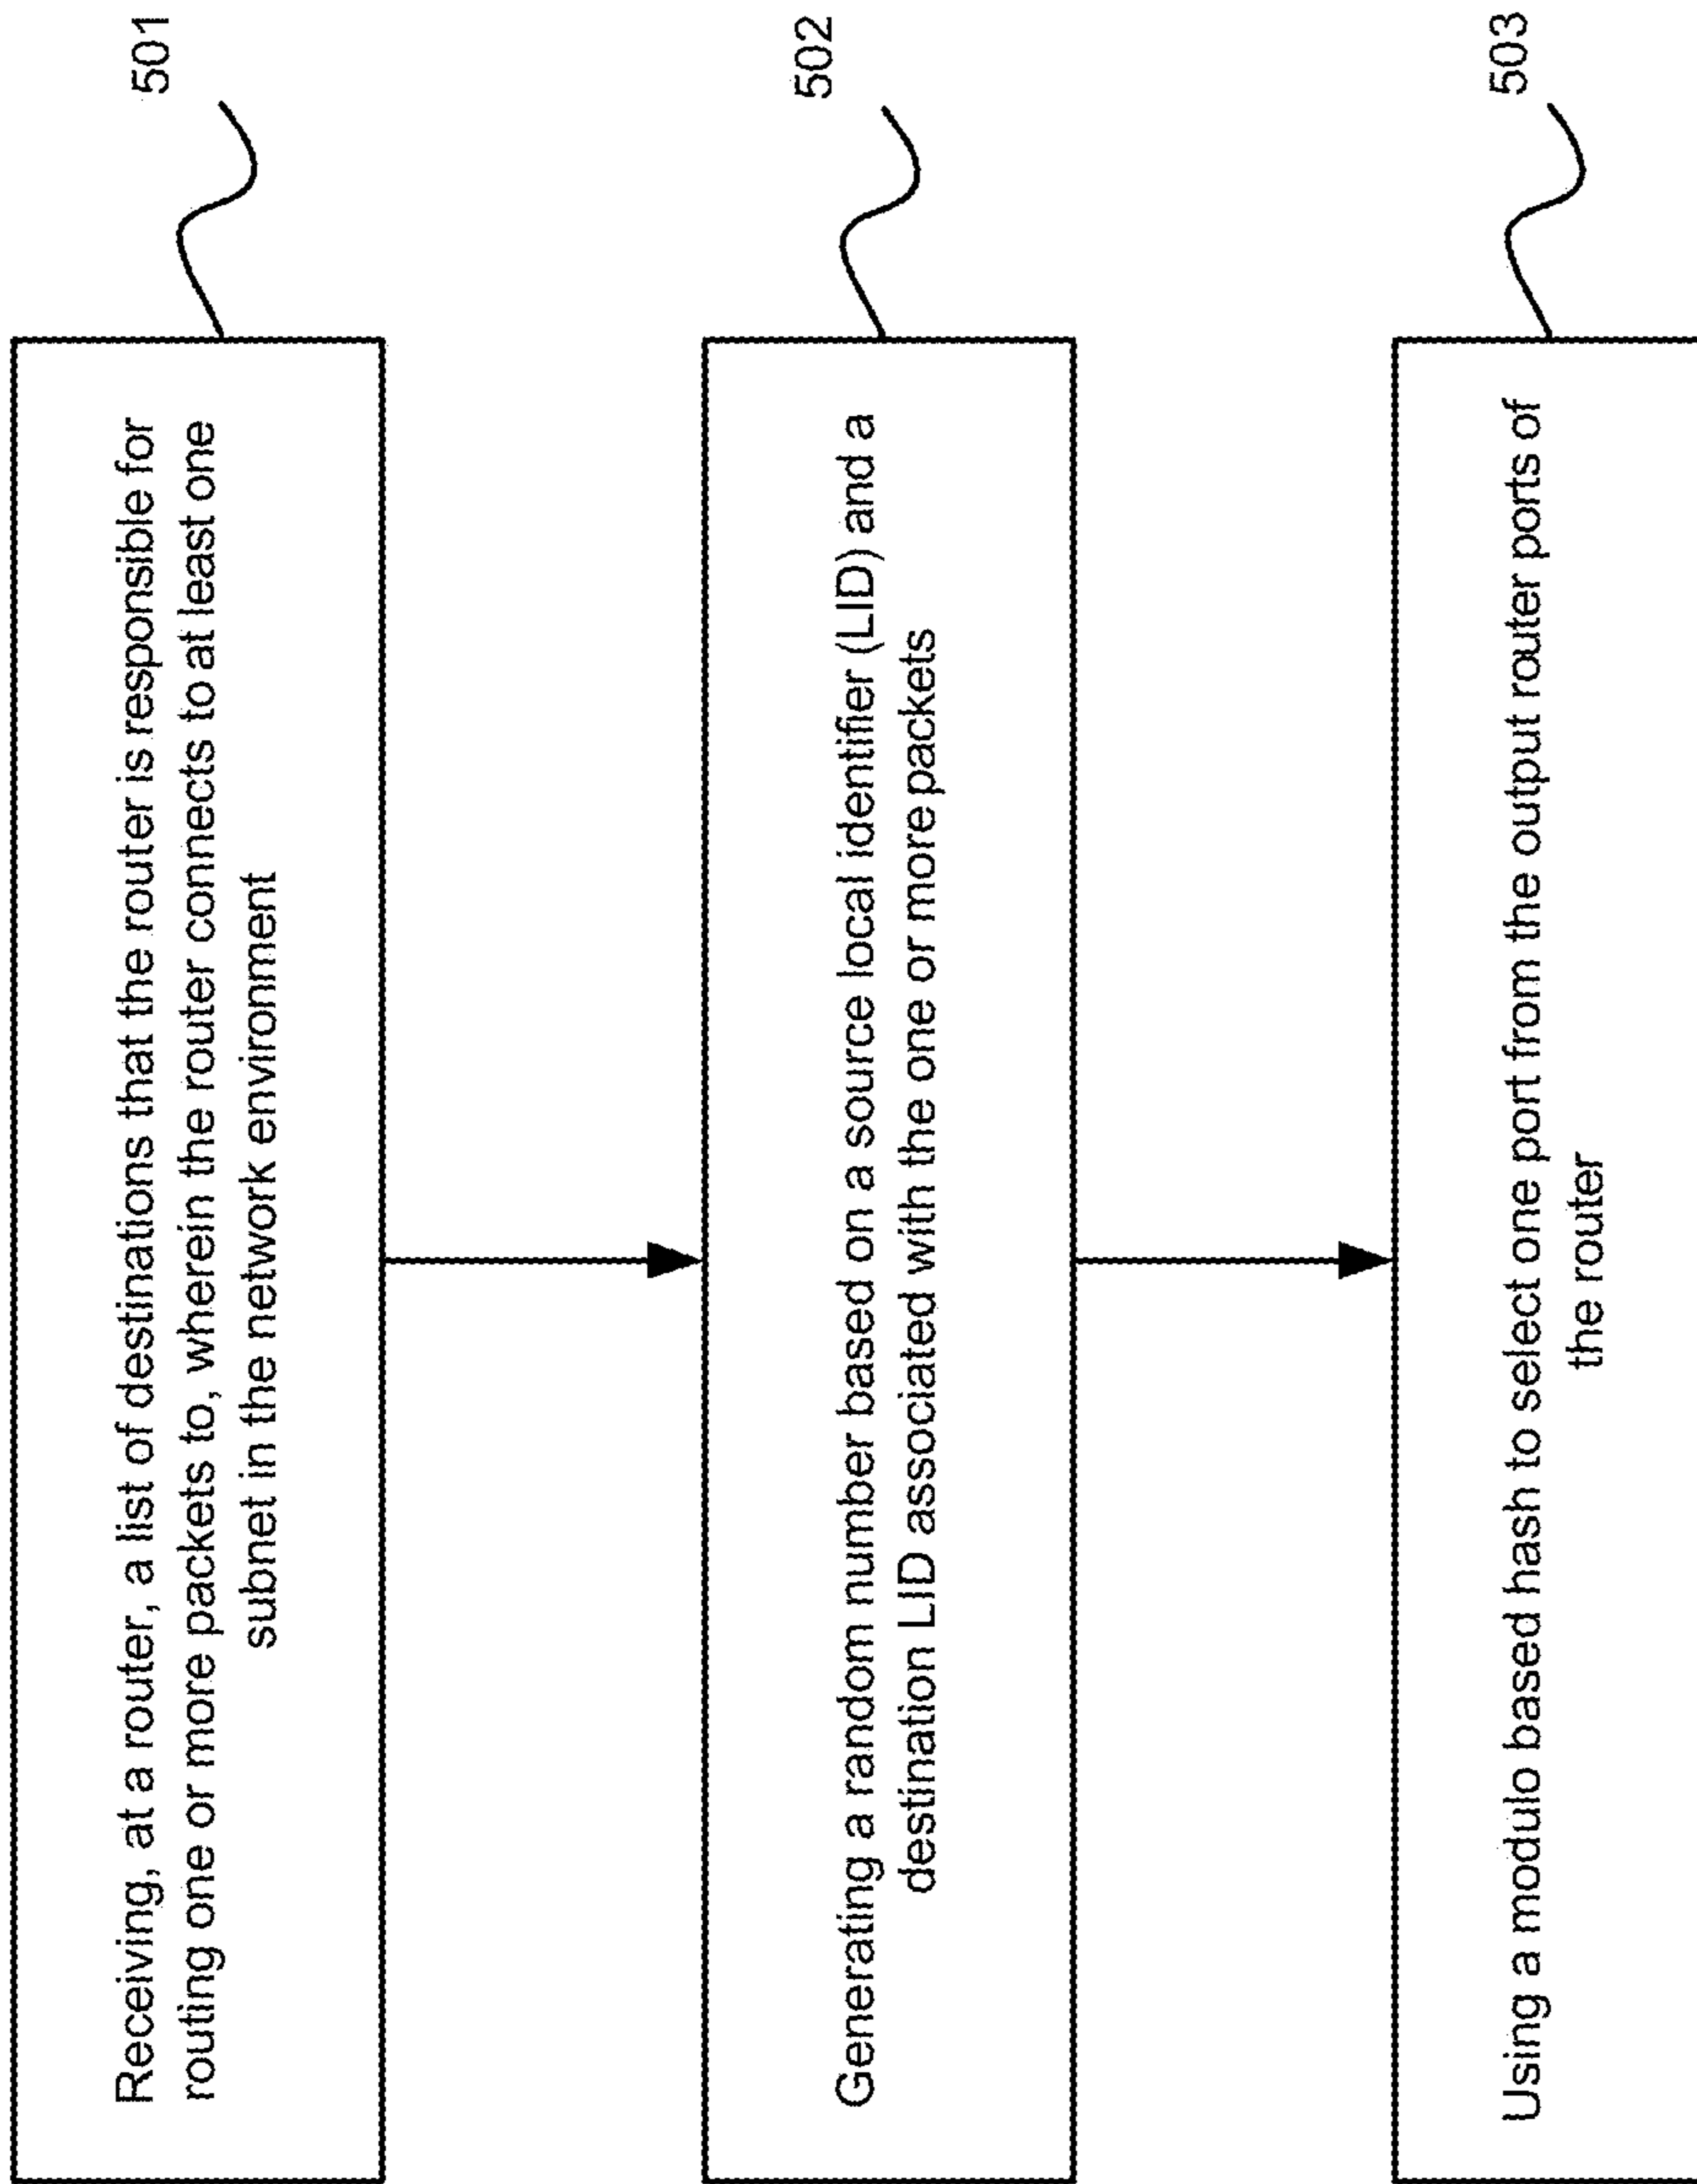 501
Receiving, at a router, a list of destinations that the router is responsible for
routing one or more packets to, wherein the router connects to at least one
subnet in the network environment
502
Generating a random number based on a source local identifier (LID) and a
destination LID associated with the one or more packets
503
Using a modulo based hash to select one port from the output router ports of
the router